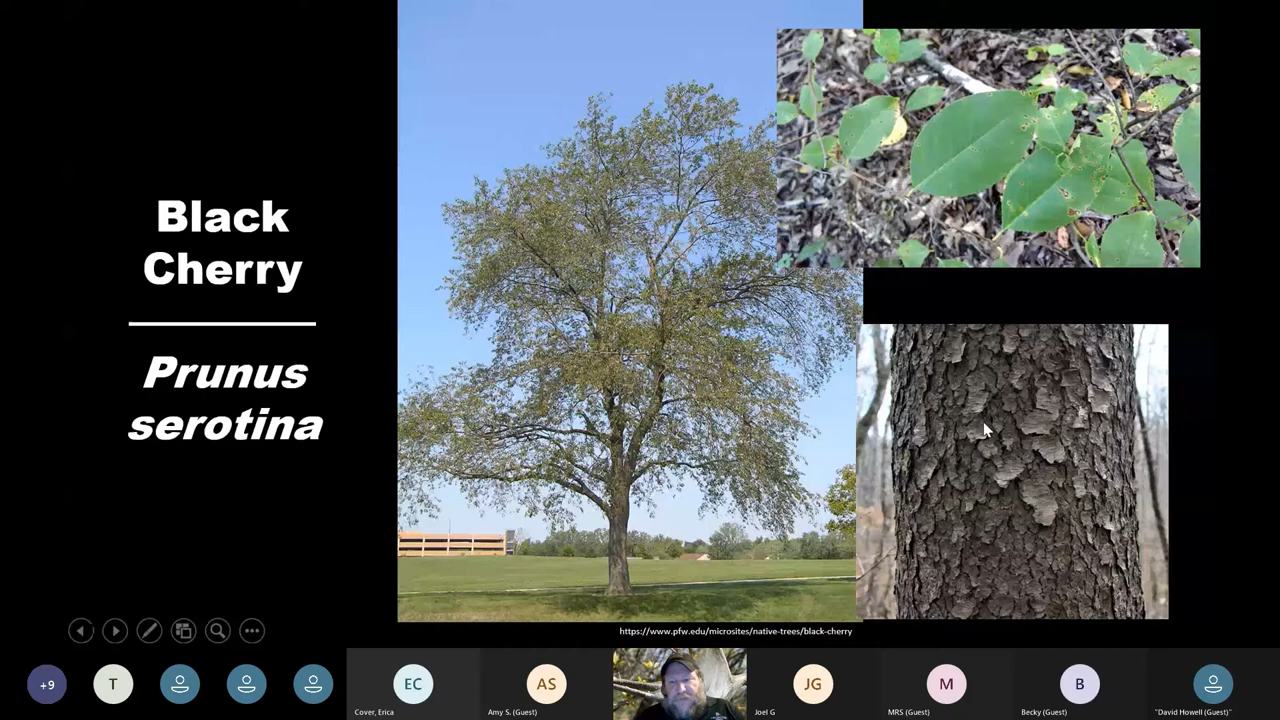 Black
Cherry
Prunus
serotina
https://www.pfw.edu/microsites/native-trees/black-cherry
+9
T
EC
AS
JG
M
B
Cover, Erica
Amy S. (Guest)
Joel G
MRS (Guest)
Becky (Guest)
"David Howell (Guest)"